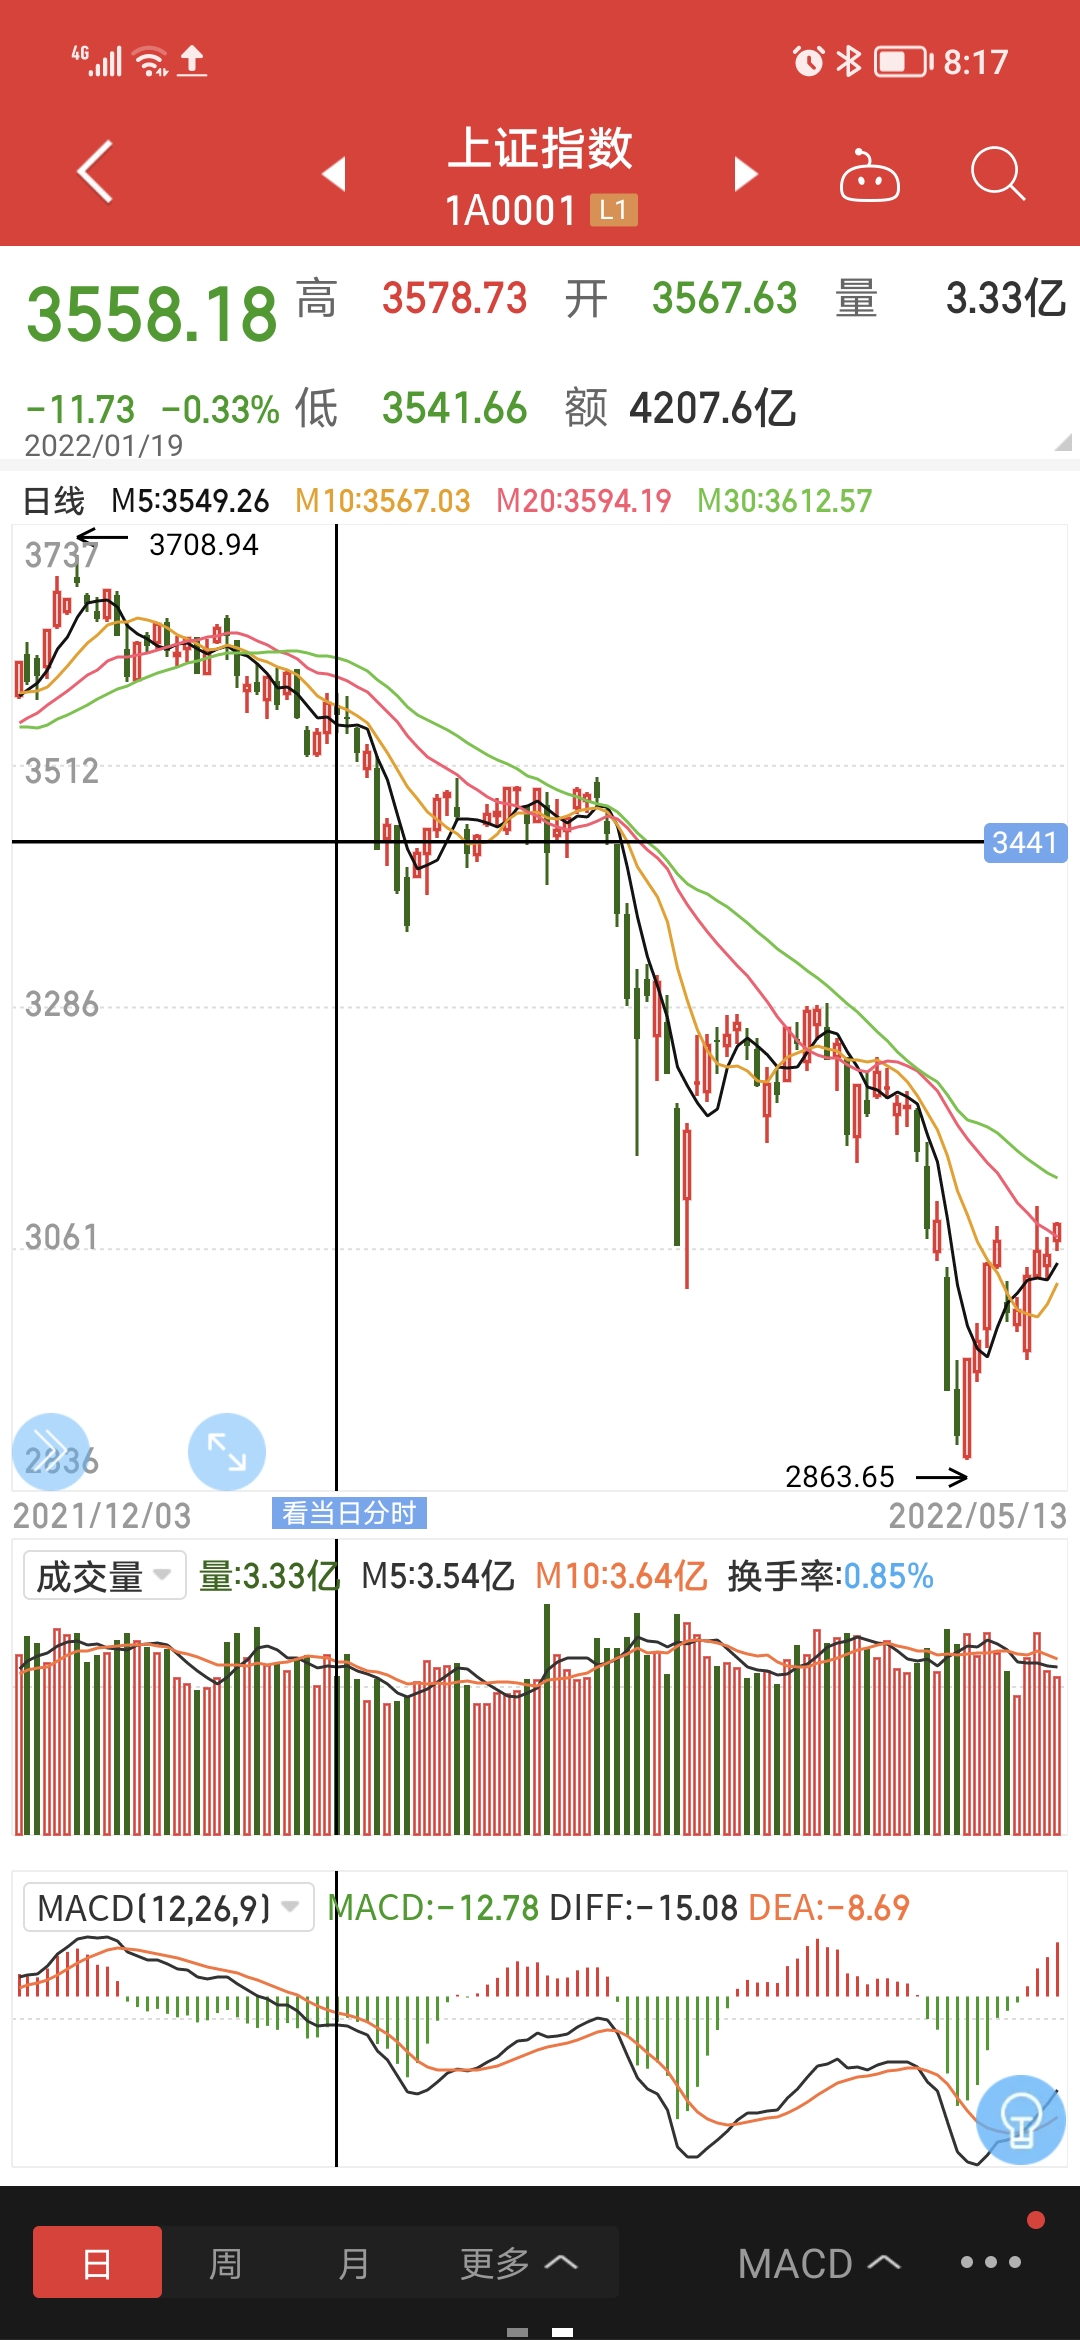 4G 8:17
上证指数
1A0001 L1
3558.18 高 3578.73 开 3567.63 量 3.33亿
-11.73 -0.33% 低 3541.66 额 4207.6亿
2022/01/19
日线 M5:3549.26 M10:3567.03 M20:3594.19 M30:3612.57
3737 3708.94
3512
3441
3286
3061
2836
2863.65
2021/12/03 看当日分时 2022/05/13
成交量 量:3.33亿 M5:3.54亿 M10:3.64亿 换手率:0.85%
MACD(12,26,9) MACD:-12.78 DIFF:-15.08 DEA:-8.69
日 周 月 更多 MACD